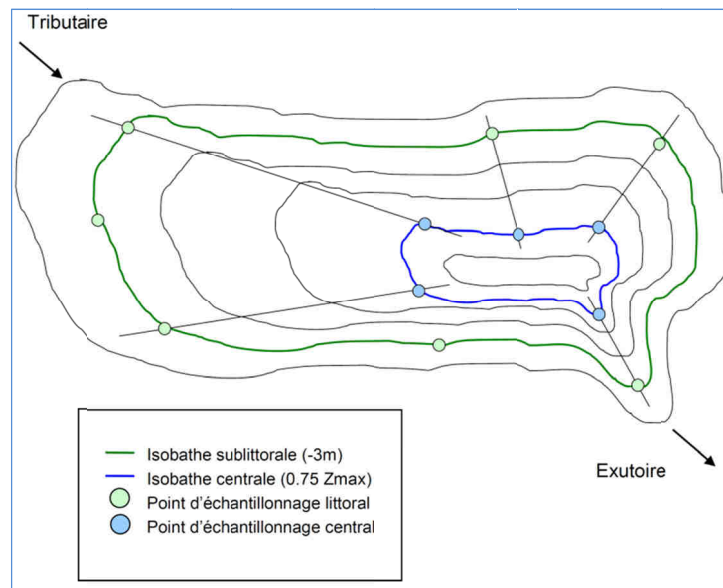 Tributaire
Isobathe sublittorale (-3m)
Isobathe centrale (0.75 Zmax)
Point d'échantillonnage littoral
Point d'échantillonnage central
Exutoire